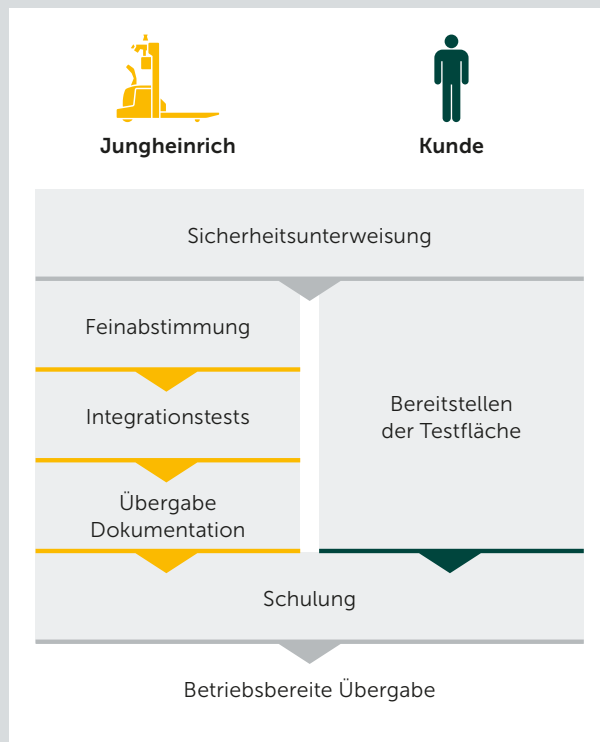 Jungheinrich
Kunde
Sicherheitsunterweisung
Feinabstimmung
Integrationstests
Übergabe
Dokumentation
Bereitstellen
der Testfläche
Schulung
Betriebsbereite Übergabe